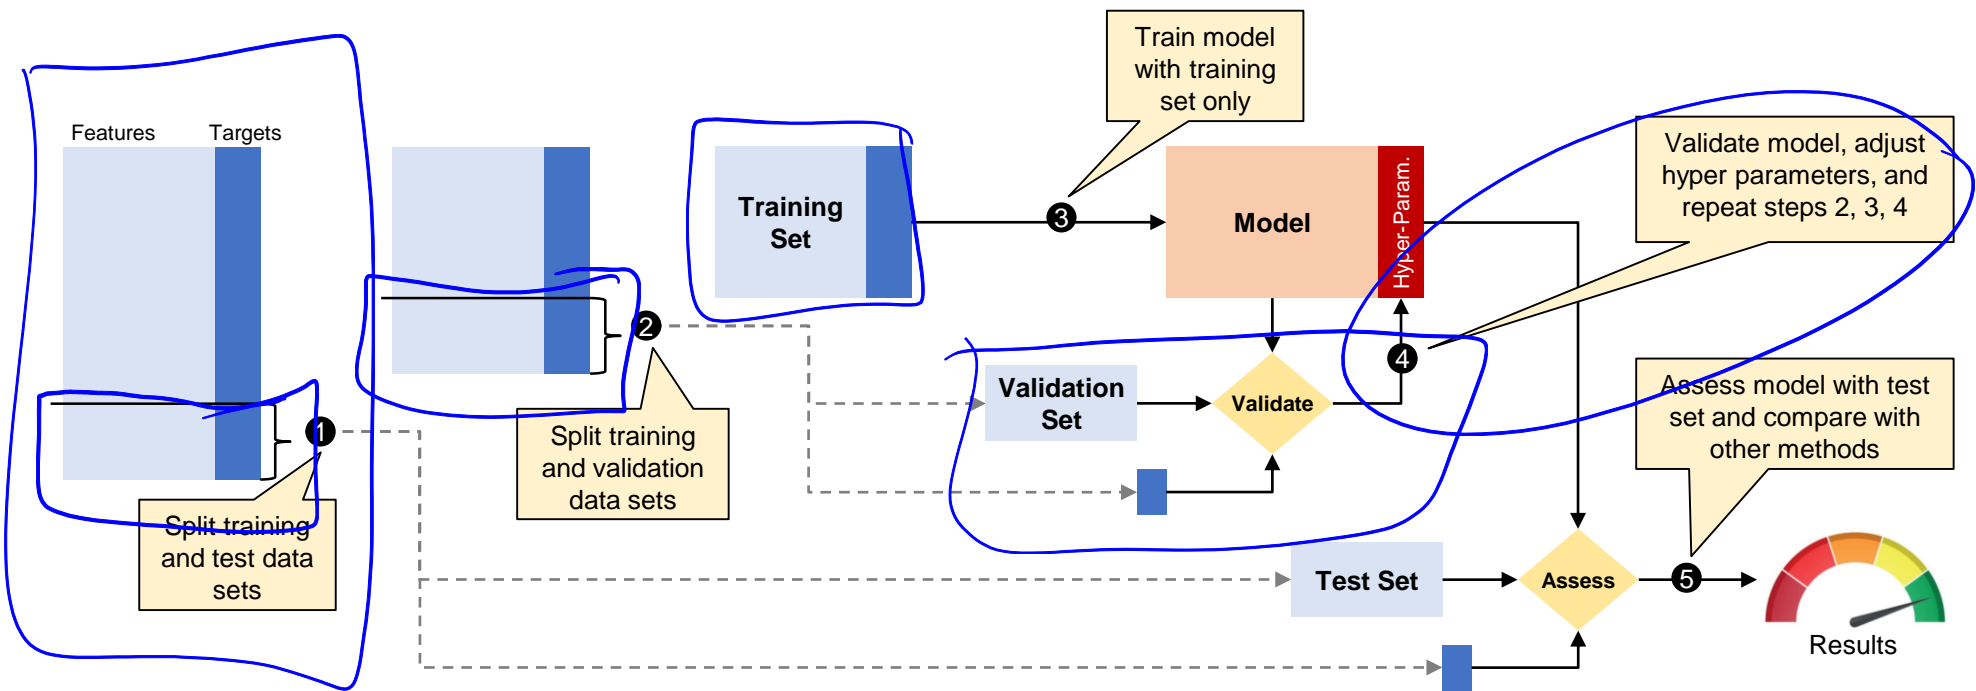 Features
Targets
1
Split training
and test data
sets
2
Split training
and validation
data sets
Training
Set
3
Train model
with training
set only
Model
Hyper-Param.
Validation
Set
Validate
4
Validate model, adjust
hyper parameters, and
repeat steps 2, 3, 4
Test Set
Assess
5
Assess model with test
set and compare with
other methods
Results